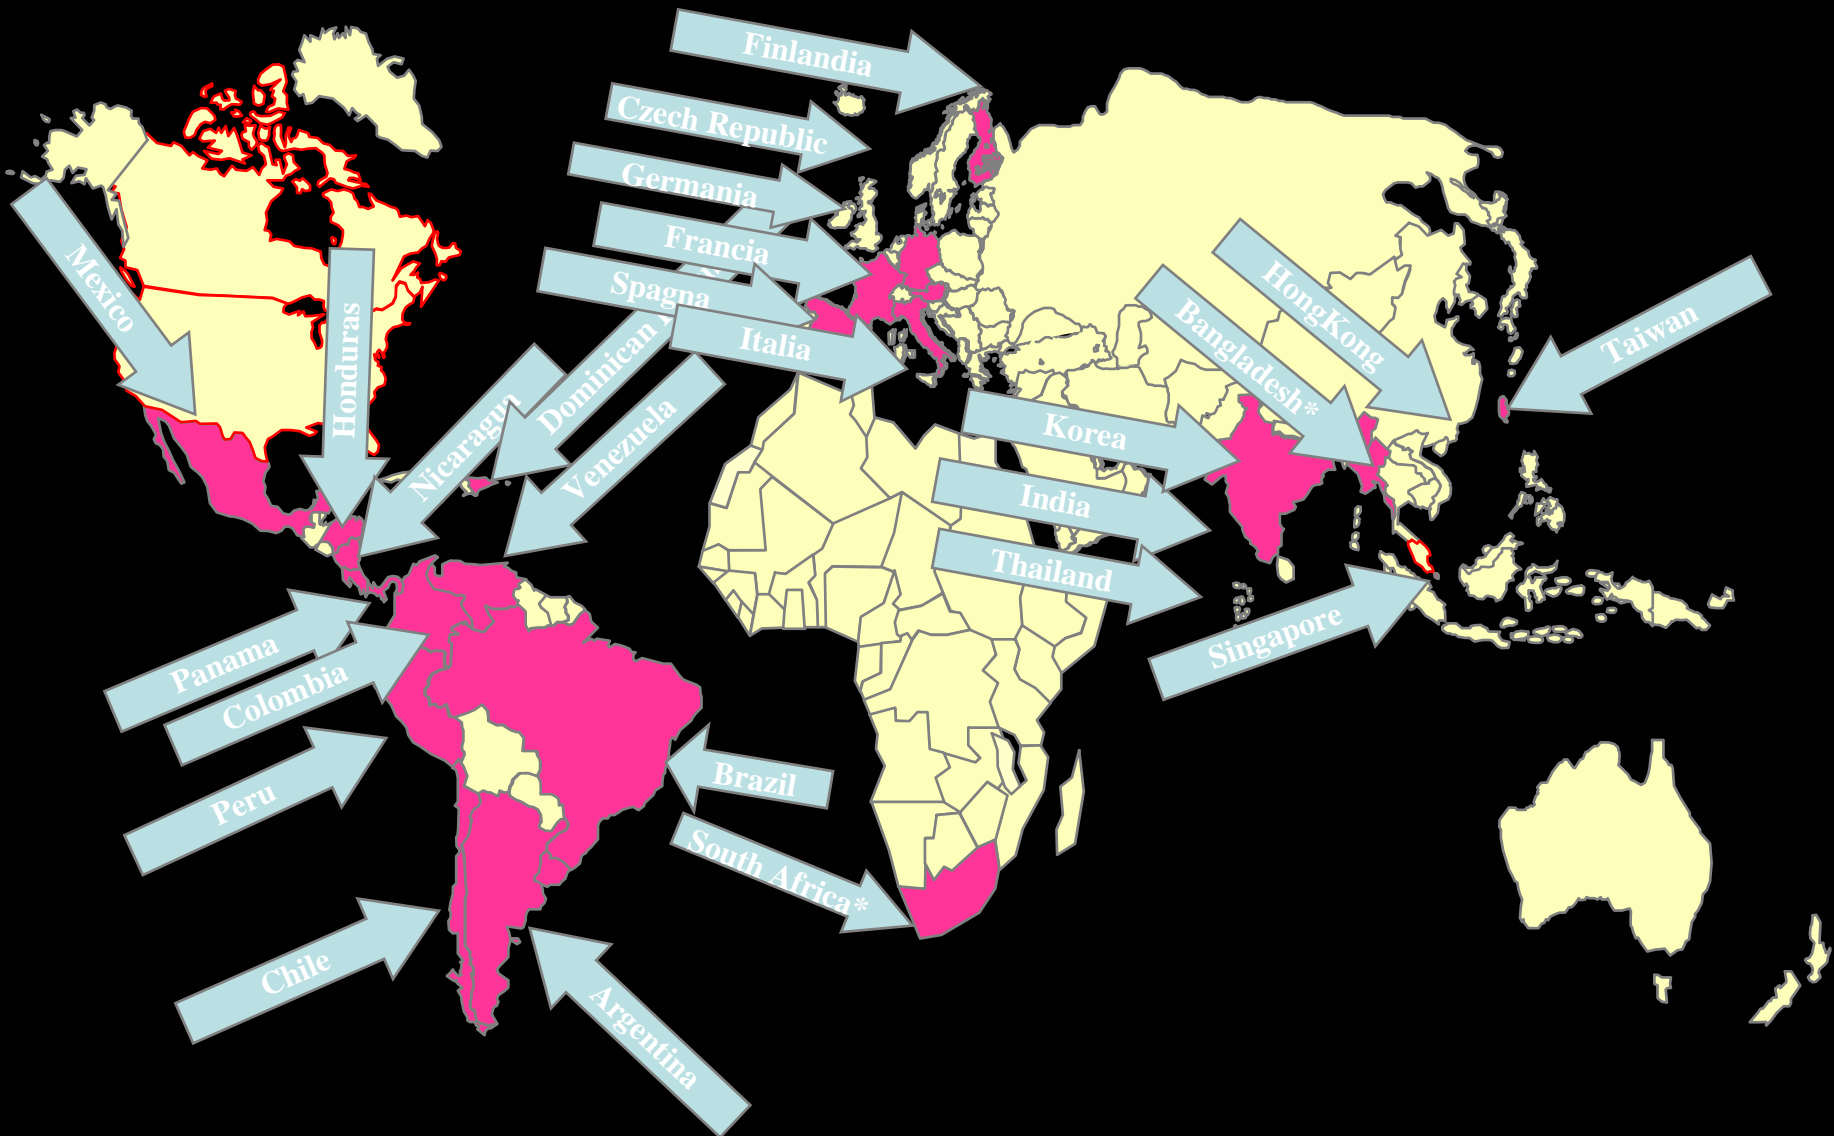 Finlandia
Czech Republic
Germania
Francia
Spagna
Italia
Mexico
Honduras
Nicaragua
Dominican
Venezuela
HongKong
Bangladesh*
Taiwan
Korea
India
Thailand
Singapore
Panama
Colombia
Peru
Brazil
South Africa*
Chile
Argentina